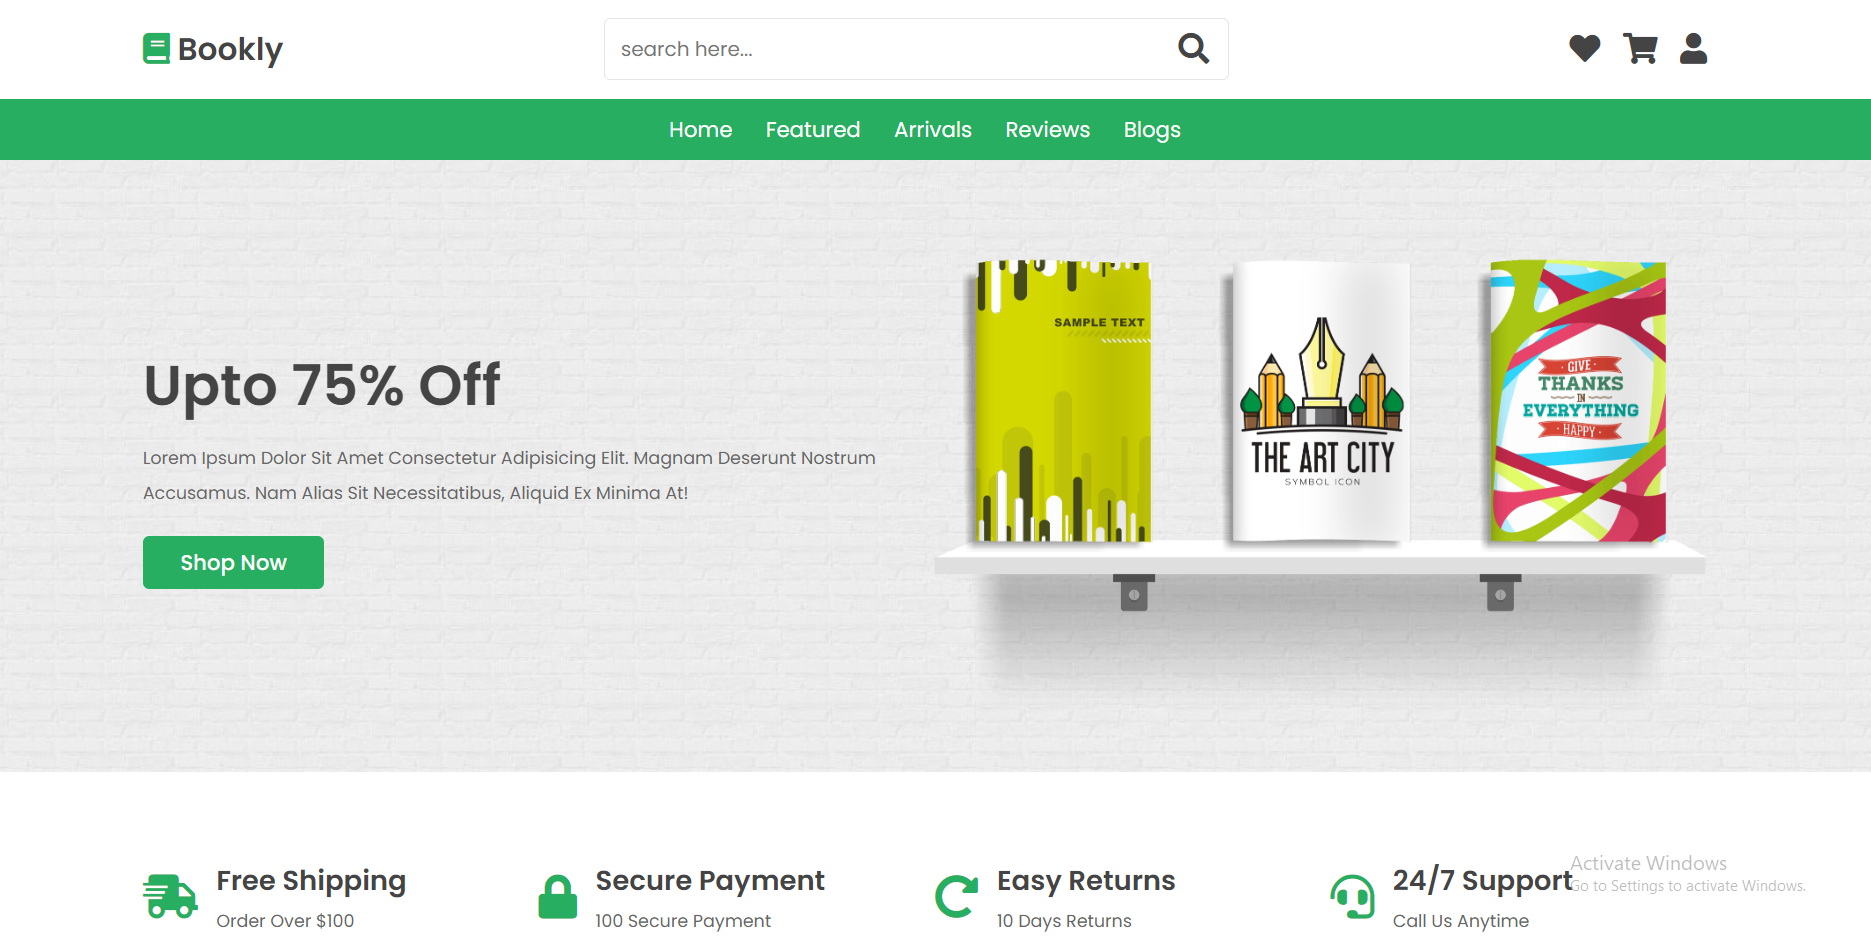 Bookly
search here...
Home Featured Arrivals Reviews Blogs
Upto 75% Off
Lorem Ipsum Dolor Sit Amet Consectetur Adipisicing Elit. Magnam Deserunt Nostrum
Accusamus. Nam Alias Sit Necessitatibus, Aliquid Ex Minima At!
Shop Now
SAMPLE TEXT
THE ART CITY
SYMBOL ICON
· GIVE ·
THANKS
IN
EVERYTHING
· HAPPY ·
Free Shipping
Order Over $100
Secure Payment
100 Secure Payment
Easy Returns
10 Days Returns
24/7 Support
Call Us Anytime
Activate Windows
Go to Settings to activate Windows.